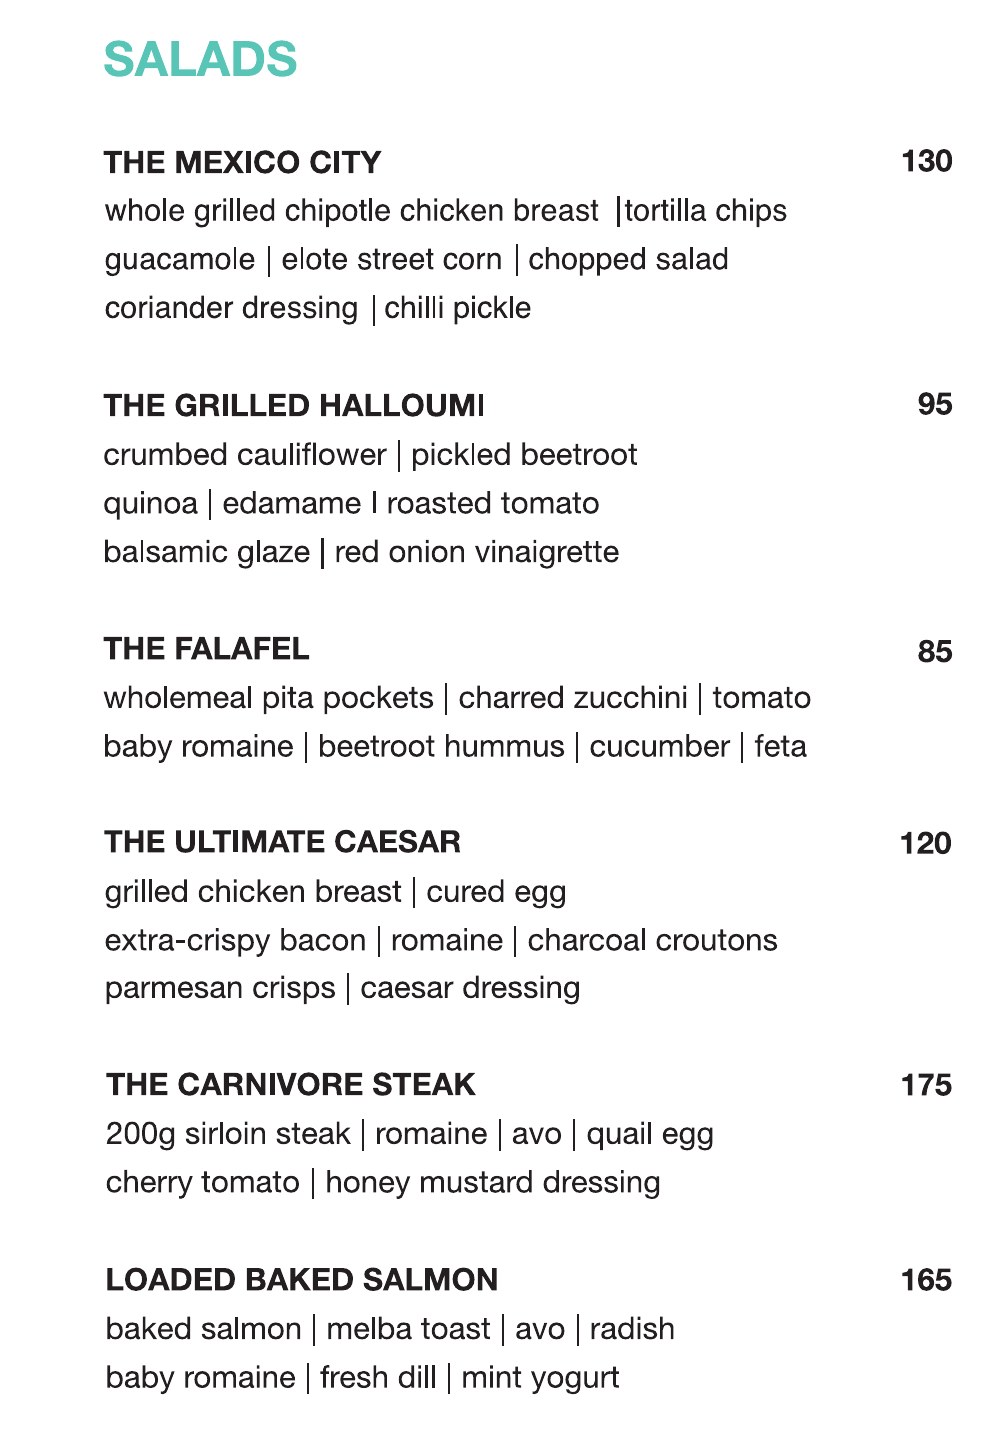 SALADS
THE MEXICO CITY 130
whole grilled chipotle chicken breast |tortilla chips
guacamole | elote street corn | chopped salad
coriander dressing | chilli pickle
THE GRILLED HALLOUMI 95
crumbed cauliflower | pickled beetroot
quinoa | edamame I roasted tomato
balsamic glaze | red onion vinaigrette
THE FALAFEL 85
wholemeal pita pockets | charred zucchini | tomato
baby romaine | beetroot hummus | cucumber | feta
THE ULTIMATE CAESAR 120
grilled chicken breast | cured egg
extra-crispy bacon | romaine | charcoal croutons
parmesan crisps | caesar dressing
THE CARNIVORE STEAK 175
200g sirloin steak | romaine | avo | quail egg
cherry tomato | honey mustard dressing
LOADED BAKED SALMON 165
baked salmon | melba toast | avo | radish
baby romaine | fresh dill | mint yogurt